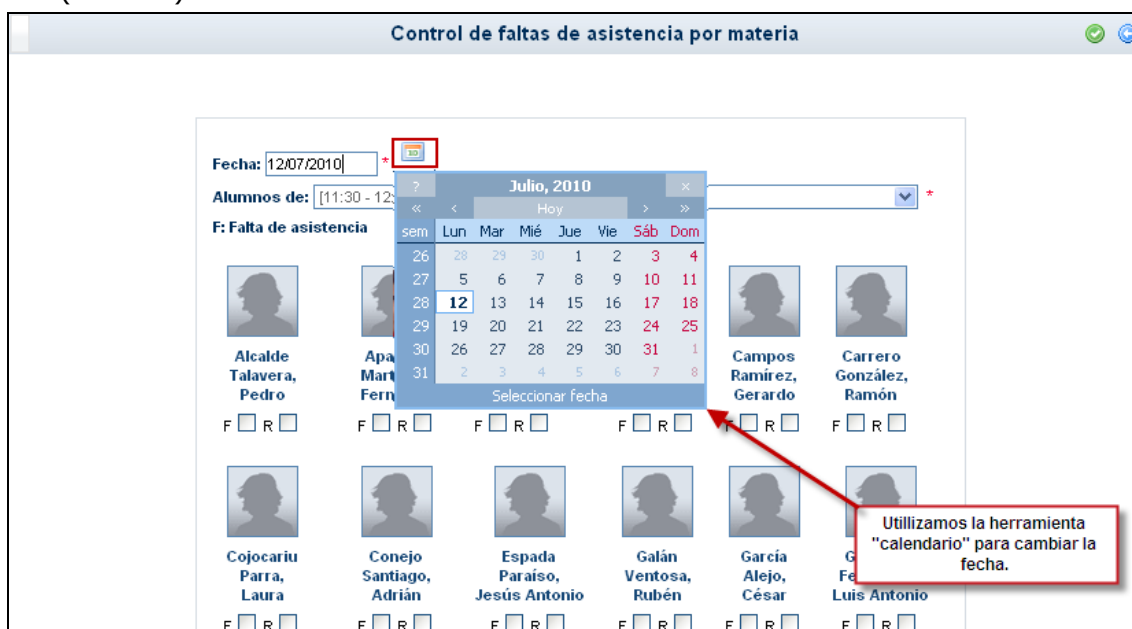 Control de faltas de asistencia por materia
Fecha: 12/07/2010 *
Alumnos de: [11:30 - 12: *
F: Falta de asistencia
? Julio, 2010 ×
« ‹ Hoy › »
sem Lun Mar Mié Jue Vie Sáb Dom
26 28 29 30 1 2 3 4
27 5 6 7 8 9 10 11
28 12 13 14 15 16 17 18
29 19 20 21 22 23 24 25
30 26 27 28 29 30 31 1
31 2 3 4 5 6 7 8
Seleccionar fecha
Alcalde
Talavera,
Pedro
Campos
Ramírez,
Gerardo
Carrero
González,
Ramón
F R F R F R F R F R F R
Utillizamos la herramienta
"calendario" para cambiar la
fecha.
Cojocariu
Parra,
Laura
Conejo
Santiago,
Adrián
Espada
Paraíso,
Jesús Antonio
Galán
Ventosa,
Rubén
García
Alejo,
César
Luis Antonio
F R F R F R F R F R F R